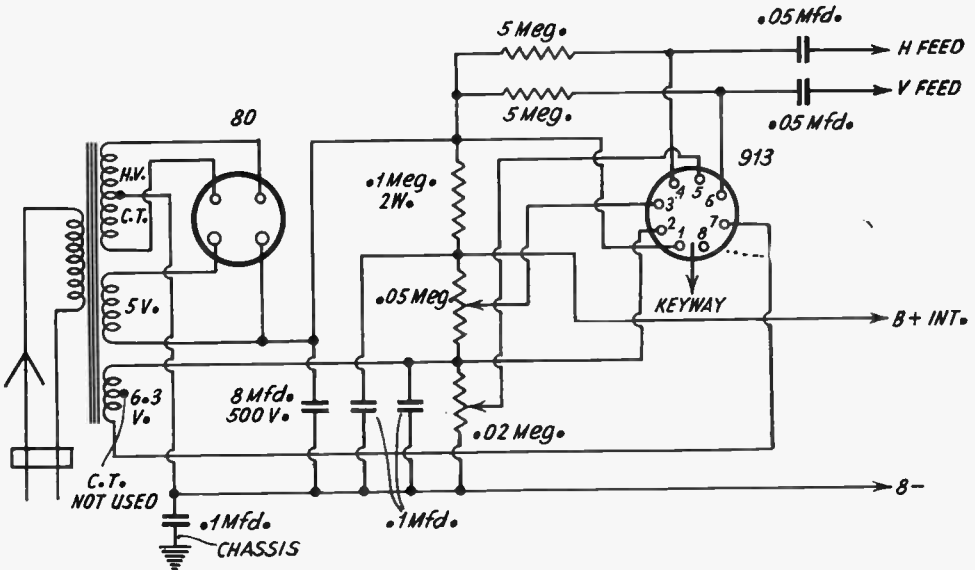 .05 Mfd.
5 Meg.
H FEED
V FEED
5 Meg.
.05 Mfd.
80
913
H.V.
C.T.
.1 Meg.
2W.
4
5
3
6
2
7
1
8
KEYWAY
5 V.
.05 Meg.
B + INT.
6.3
V.
8 Mfd.
500 V.
.02 Meg.
C.T.
NOT USED
8-
.1 Mfd.
.1 Mfd.
CHASSIS